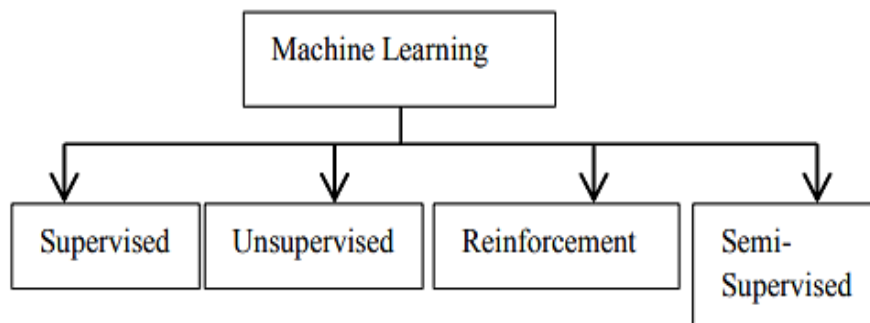 Machine Learning
Supervised
Unsupervised
Reinforcement
Semi-
Supervised